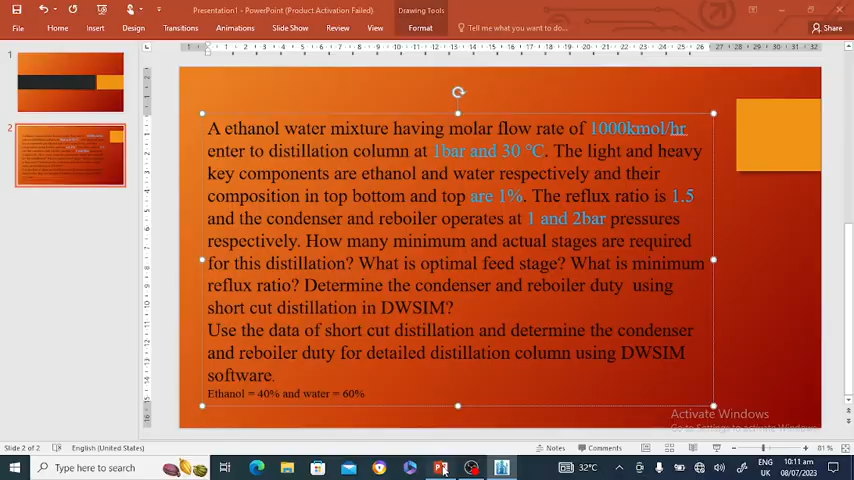 Presentation1 - PowerPoint (Product Activation Failed)
Drawing Tools
File
Home
Insert
Design
Transitions
Animations
Slide Show
Review
View
Format
Tell me what you want to do...
Share
1
2
A ethanol water mixture having molar flow rate of 1000kmol/hr
enter to distillation column at 1bar and 30 °C. The light and heavy
key components are ethanol and water respectively and their
composition in top bottom and top are 1%. The reflux ratio is 1.5
and the condenser and reboiler operates at 1 and 2bar pressures
respectively. How many minimum and actual stages are required
for this distillation? What is optimal feed stage? What is minimum
reflux ratio? Determine the condenser and reboiler duty using
short cut distillation in DWSIM?
Use the data of short cut distillation and determine the condenser
and reboiler duty for detailed distillation column using DWSIM
software.
Ethanol = 40% and water = 60%
Activate Windows
Go to Settings to activate Windows.
Slide 2 of 2
English (United States)
Notes
Comments
81 %
Type here to search
32°C
ENG
UK
10:11 am
08/07/2023